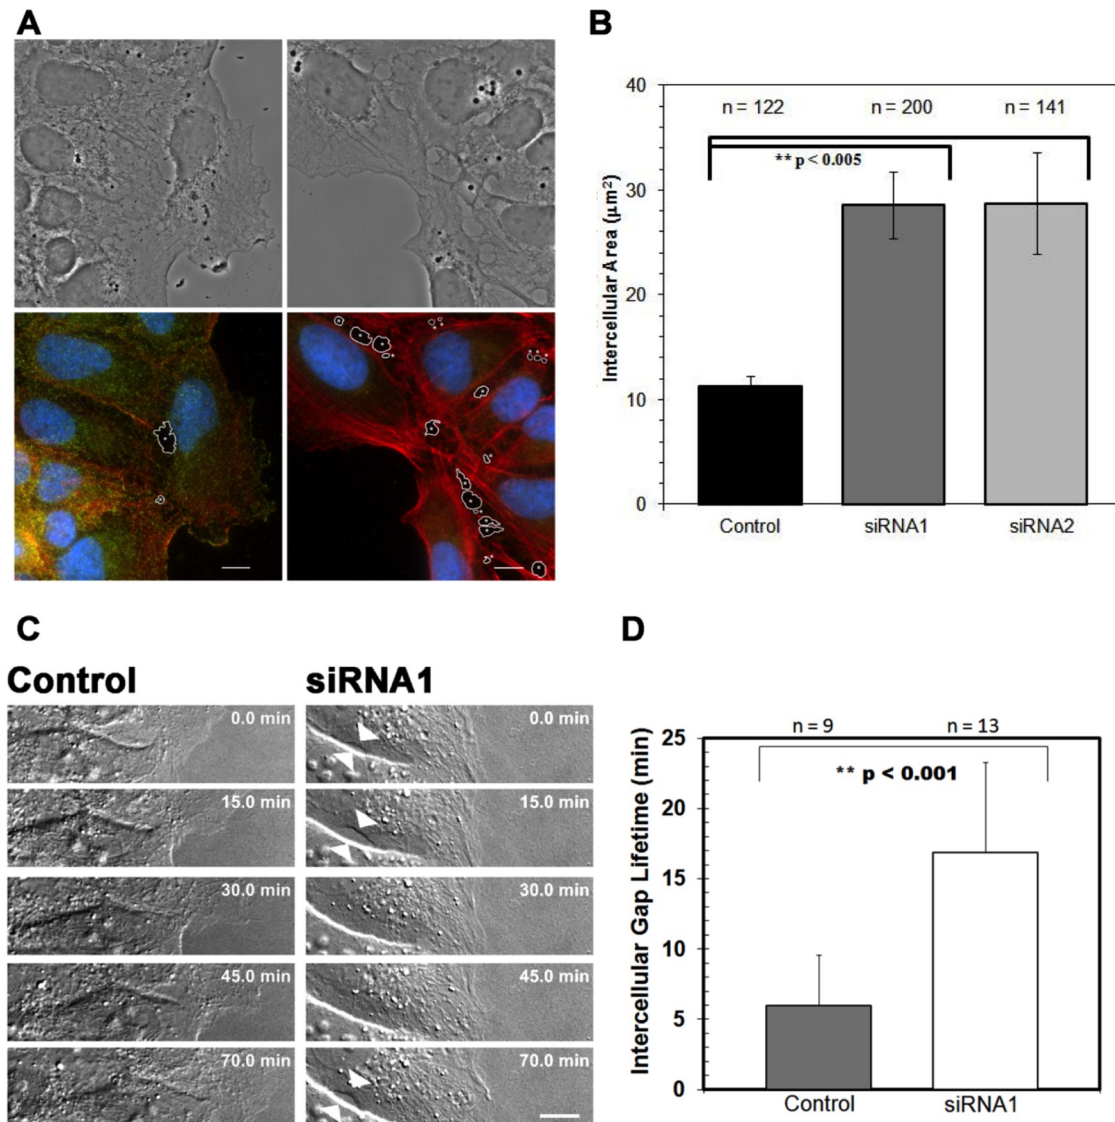 A
B
40
30
20
10
0
Intercellular Area (µm²)
n = 122
n = 200
n = 141
** p < 0.005
Control
siRNA1
siRNA2
C
Control
siRNA1
0.0 min
0.0 min
15.0 min
15.0 min
30.0 min
30.0 min
45.0 min
45.0 min
70.0 min
70.0 min
D
25
20
15
10
5
0
Intercellular Gap Lifetime (min)
n = 9
n = 13
** p < 0.001
Control
siRNA1